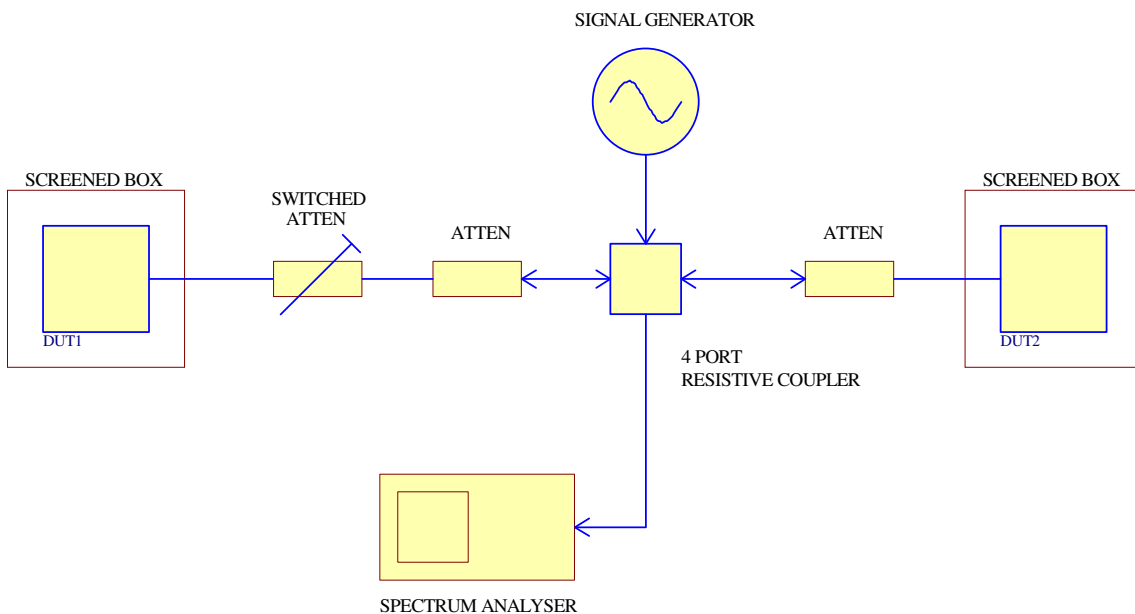 SIGNAL GENERATOR
SCREENED BOX
SCREENED BOX
SWITCHED
ATTEN
ATTEN
ATTEN
DUT1
DUT2
4 PORT
RESISTIVE COUPLER
SPECTRUM ANALYSER